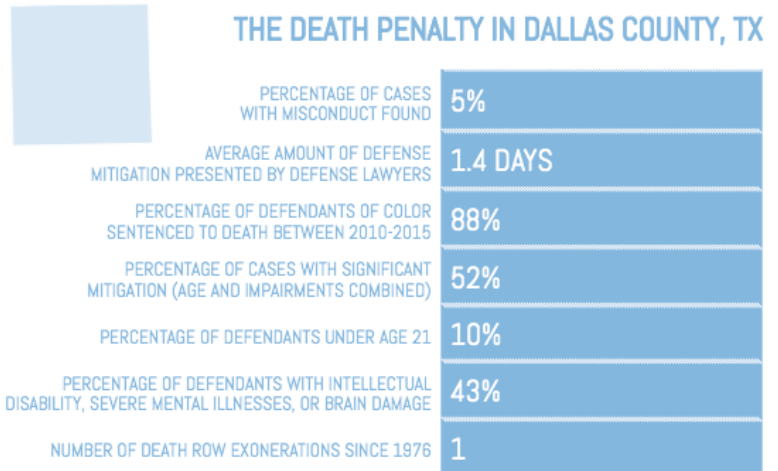 THE DEATH PENALTY IN DALLAS COUNTY, TX
PERCENTAGE OF CASES
WITH MISCONDUCT FOUND
5%
AVERAGE AMOUNT OF DEFENSE
MITIGATION PRESENTED BY DEFENSE LAWYERS
1.4 DAYS
PERCENTAGE OF DEFENDANTS OF COLOR
SENTENCED TO DEATH BETWEEN 2010-2015
88%
PERCENTAGE OF CASES WITH SIGNIFICANT
MITIGATION (AGE AND IMPAIRMENTS COMBINED)
52%
PERCENTAGE OF DEFENDANTS UNDER AGE 21
10%
PERCENTAGE OF DEFENDANTS WITH INTELLECTUAL
DISABILITY, SEVERE MENTAL ILLNESSES, OR BRAIN DAMAGE
43%
NUMBER OF DEATH ROW EXONERATIONS SINCE 1976
1